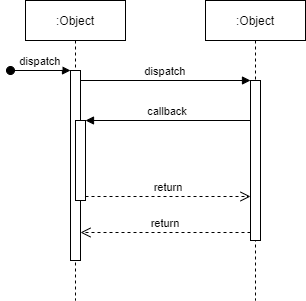 :Object
:Object
dispatch
dispatch
callback
return
return